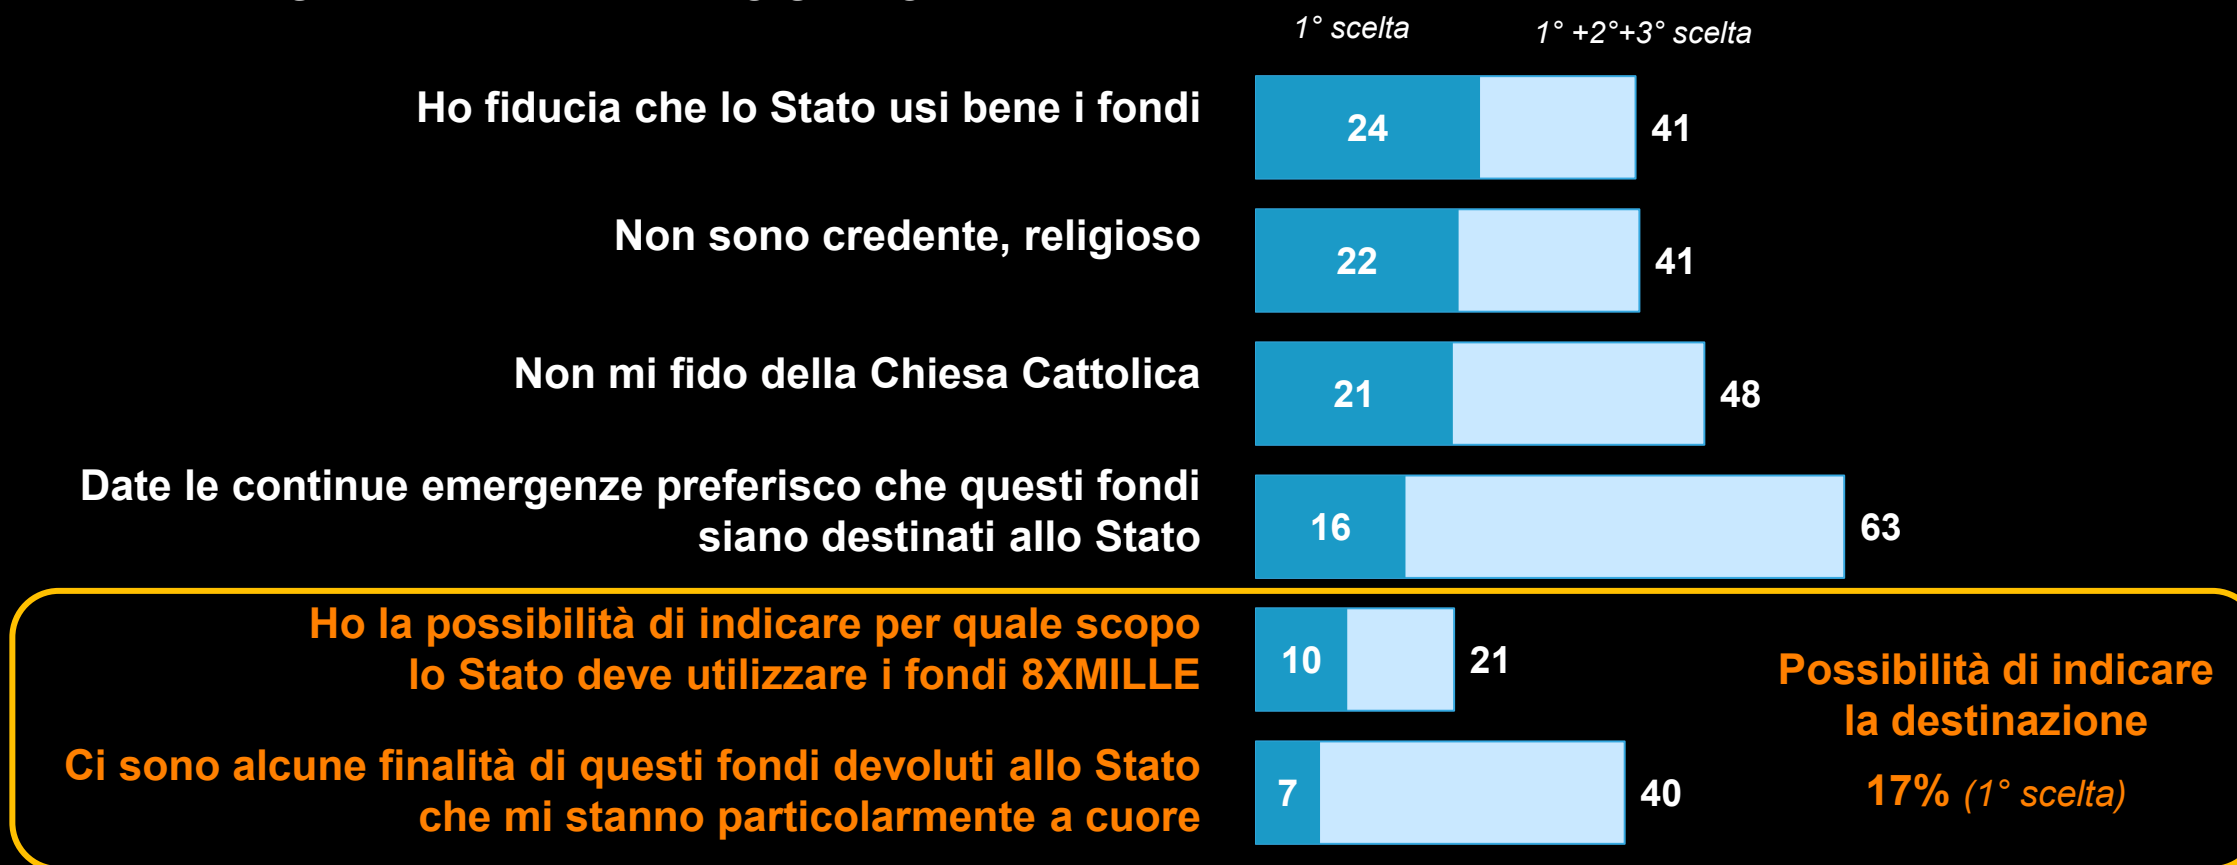 1° scelta
1° +2°+3° scelta
Ho fiducia che lo Stato usi bene i fondi
24
41
Non sono credente, religioso
22
41
Non mi fido della Chiesa Cattolica
21
48
Date le continue emergenze preferisco che questi fondi
siano destinati allo Stato
16
63
Ho la possibilità di indicare per quale scopo
lo Stato deve utilizzare i fondi 8XMILLE
10
21
Ci sono alcune finalità di questi fondi devoluti allo Stato
che mi stanno particolarmente a cuore
7
40
Possibilità di indicare
la destinazione
17% (1° scelta)